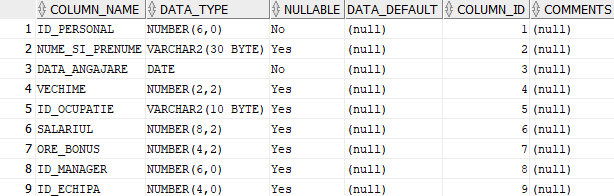 COLUMN_NAME DATA_TYPE NULLABLE DATA_DEFAULT COLUMN_ID COMMENTS
1 ID_PERSONAL NUMBER(6,0) No (null) 1 (null)
2 NUME_SI_PRENUME VARCHAR2(30 BYTE) Yes (null) 2 (null)
3 DATA_ANGAJARE DATE No (null) 3 (null)
4 VECHIME NUMBER(2,2) Yes (null) 4 (null)
5 ID_OCUPATIE VARCHAR2(10 BYTE) Yes (null) 5 (null)
6 SALARIUL NUMBER(8,2) Yes (null) 6 (null)
7 ORE_BONUS NUMBER(4,2) Yes (null) 7 (null)
8 ID_MANAGER NUMBER(6,0) Yes (null) 8 (null)
9 ID_ECHIPA NUMBER(4,0) Yes (null) 9 (null)